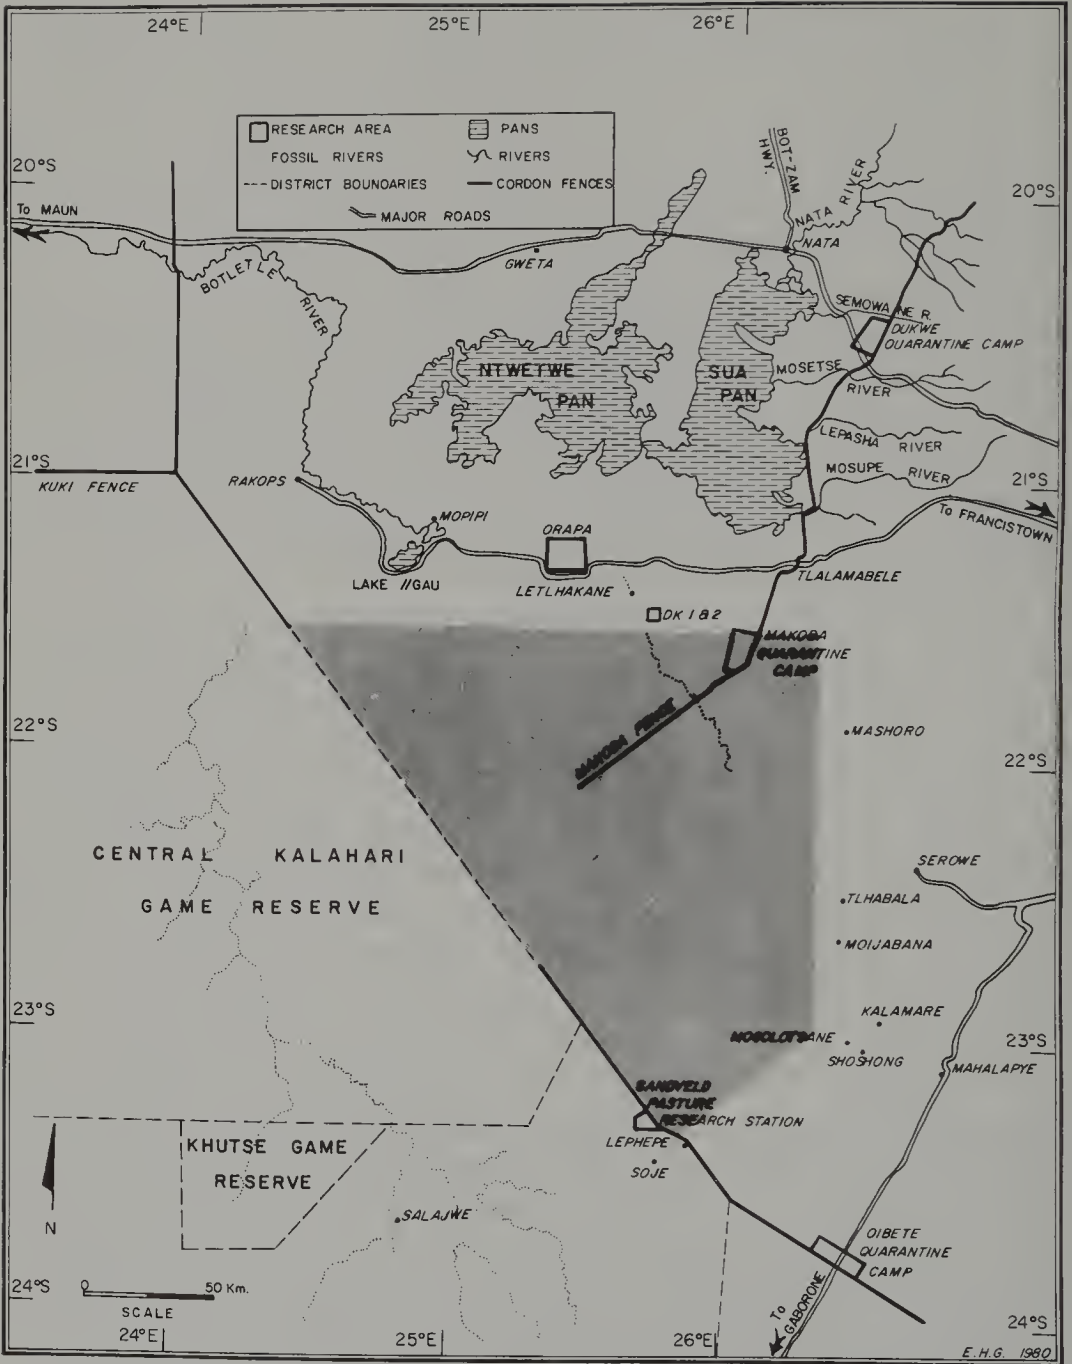 24°E 25°E 26°E
RESEARCH AREA PANS
FOSSIL RIVERS RIVERS
DISTRICT BOUNDARIES CORDON FENCES
MAJOR ROADS
20°S
20°S
To MAUN
BOT-ZAM
HWY.
NATA RIVER
NATA
GWETA
BOTLETLE
RIVER
SEMOWANE R.
DUKWE
QUARANTINE CAMP
NTWETWE
PAN
SUA
PAN
MOSETSE
RIVER
LEPASHA RIVER
MOSUPE RIVER
21°S
21°S
KUKI FENCE
RAKOPS
MOPIPI
ORAPA
To FRANCISTOWN
LAKE //GAU
LETLHAKANE
TLALAMABELE
DK 1 & 2
MAKOBA
QUARANTINE
CAMP
MAKOBA FENCE
22°S
22°S
MASHORO
CENTRAL KALAHARI
GAME RESERVE
SEROWE
TLHABALA
MOIJABANA
23°S
23°S
KALAMARE
MOSOLOTSANE
SHOSHONG
MAHALAPYE
SANDVELD
PASTURE
RESEARCH STATION
LEPHEPE
SOJE
KHUTSE GAME
RESERVE
N
SALAJWE
OIBETE
QUARANTINE
CAMP
To
GABORONE
24°S
24°S
0 50 Km.
SCALE
24°E 25°E 26°E
E.H.G. 1980